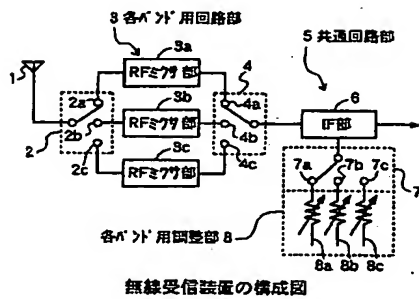 3 各バンド用回路部
3a
5 共通回路部
1
RFミクサ部
4
2a
3b
4a
6
RFミクサ部
IF部
2
2b
4b
2c
3c
4c
7a
7b
7c
RFミクサ部
7
各バンド用調整部8
8a
8b
8c
無線受信装置の構成図